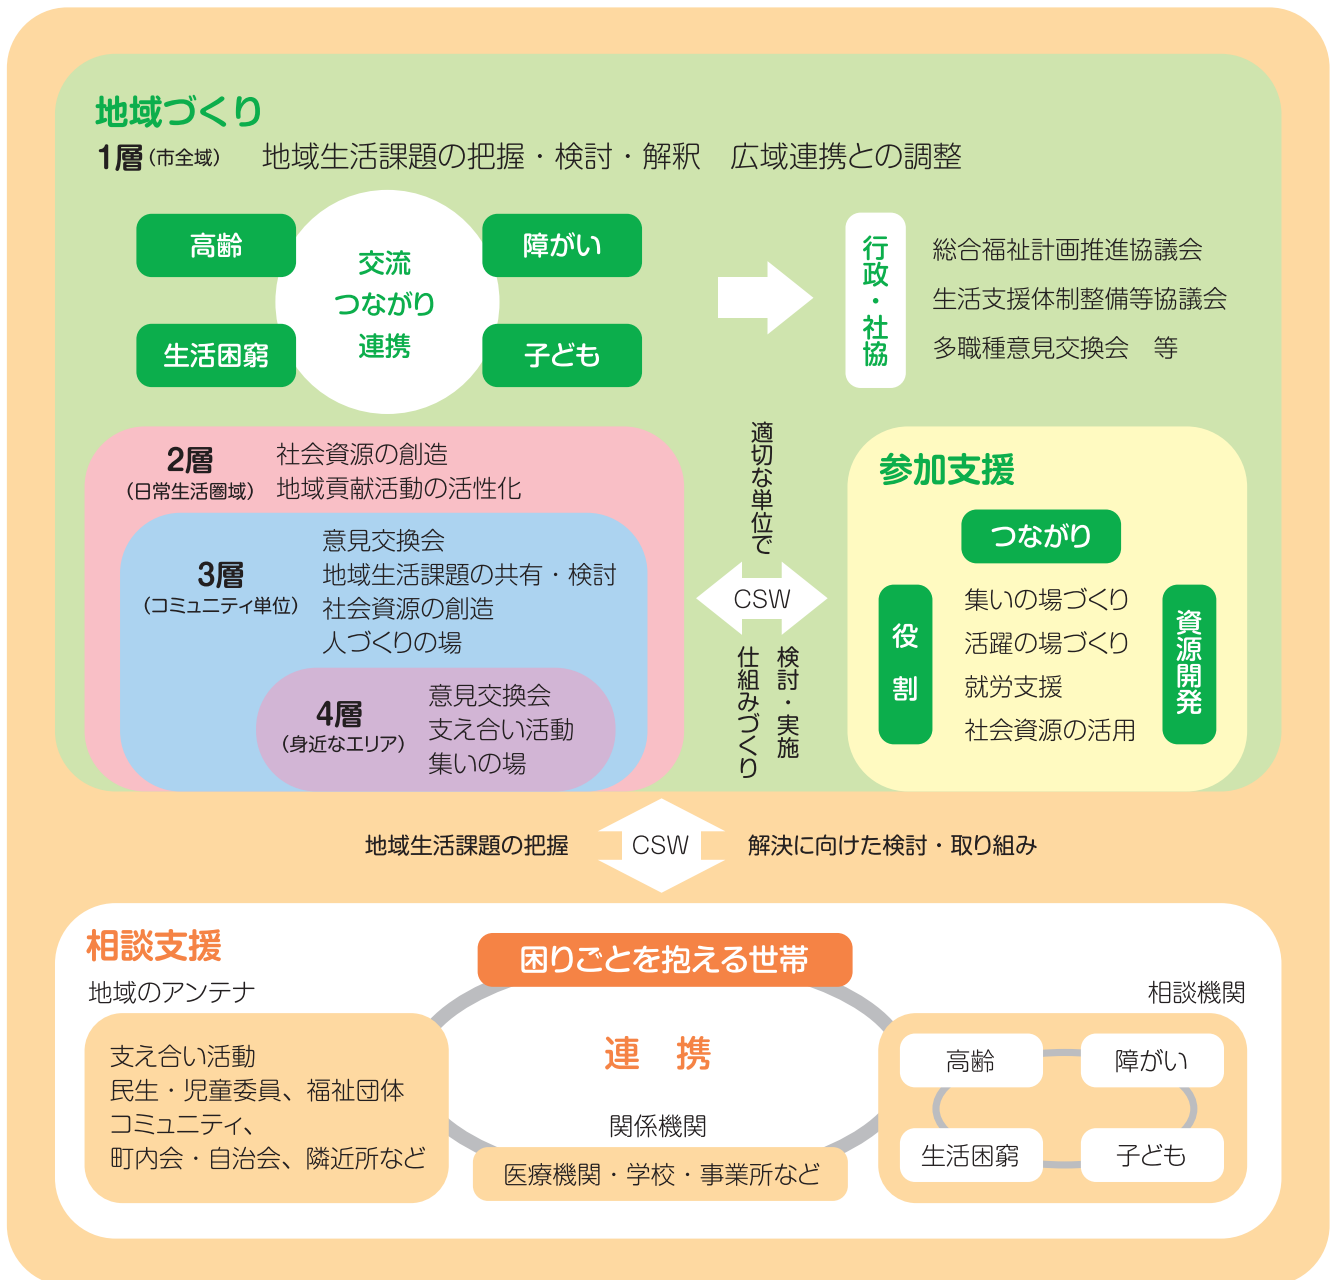 地域づくり
1層(市全域) 地域生活課題の把握・検討・解釈 広域連携との調整
高齢
障がい
生活困窮
子ども
交流
つながり
連携
行政・社協
総合福祉計画推進協議会
生活支援体制整備等協議会
多職種意見交換会 等
2層
(日常生活圏域)
社会資源の創造
地域貢献活動の活性化
3層
(コミュニティ単位)
意見交換会
地域生活課題の共有・検討
社会資源の創造
人づくりの場
4層
(身近なエリア)
意見交換会
支え合い活動
集いの場
適切な単位で
CSW
検討・実施
仕組みづくり
参加支援
つながり
役割
集いの場づくり
活躍の場づくり
就労支援
社会資源の活用
資源開発
地域生活課題の把握
CSW
解決に向けた検討・取り組み
相談支援
困りごとを抱える世帯
地域のアンテナ
支え合い活動
民生・児童委員、福祉団体
コミュニティ、
町内会・自治会、隣近所など
連 携
関係機関
医療機関・学校・事業所など
相談機関
高齢
障がい
生活困窮
子ども